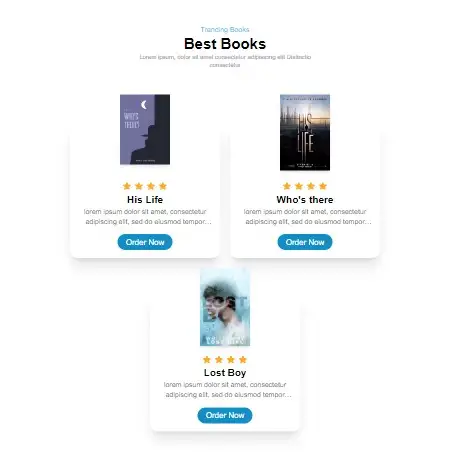 Trending Books
Best Books
Lorem ipsum, dolor sit amet consectetur adipisicing elit Distinctio
consectetur
WHO'S
THERE?
His Life
lorem ipsum dolor sit amet, consectetur
adipiscing elit, sed do eiusmod tempor...
Order Now
HIS
LIFE
Who's there
lorem ipsum dolor sit amet, consectetur
adipiscing elit, sed do eiusmod tempor...
Order Now
LOST
BOY
Lost Boy
lorem ipsum dolor sit amet, consectetur
adipiscing elit, sed do eiusmod tempor...
Order Now